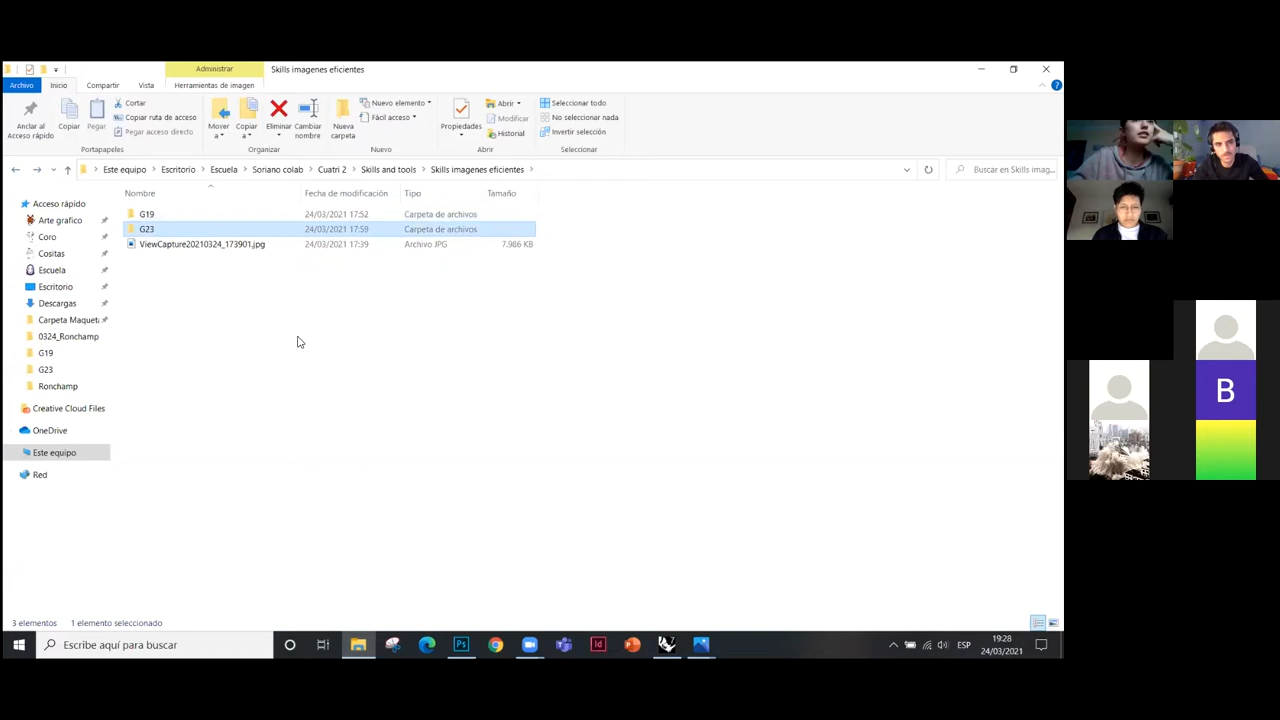 Administrar
Skills imagenes eficientes
Archivo
Inicio
Compartir
Vista
Herramientas de imagen
Anclar al Acceso rápido
Copiar
Pegar
Cortar
Copiar ruta de acceso
Pegar acceso directo
Portapapeles
Mover a
Copiar a
Eliminar
Cambiar nombre
Organizar
Nueva carpeta
Nuevo elemento
Fácil acceso
Nuevo
Propiedades
Abrir
Modificar
Historial
Abrir
Seleccionar todo
No seleccionar nada
Invertir selección
Seleccionar
Este equipo > Escritorio > Escuela > Soriano colab > Cuatri 2 > Skills and tools > Skills imagenes eficientes >
Buscar en Skills imag...
Nombre Fecha de modificación Tipo Tamaño
G19 24/03/2021 17:52 Carpeta de archivos
G23 24/03/2021 17:59 Carpeta de archivos
ViewCapture20210324_173901.jpg 24/03/2021 17:39 Archivo JPG 7.986 KB
Acceso rápido
Arte grafico
Coro
Cositas
Escuela
Escritorio
Descargas
Carpeta Maquet
0324_Ronchamp
G19
G23
Ronchamp
Creative Cloud Files
OneDrive
Este equipo
Red
B
3 elementos 1 elemento seleccionado
Escribe aquí para buscar
Ps
Id
ESP
19:28
24/03/2021